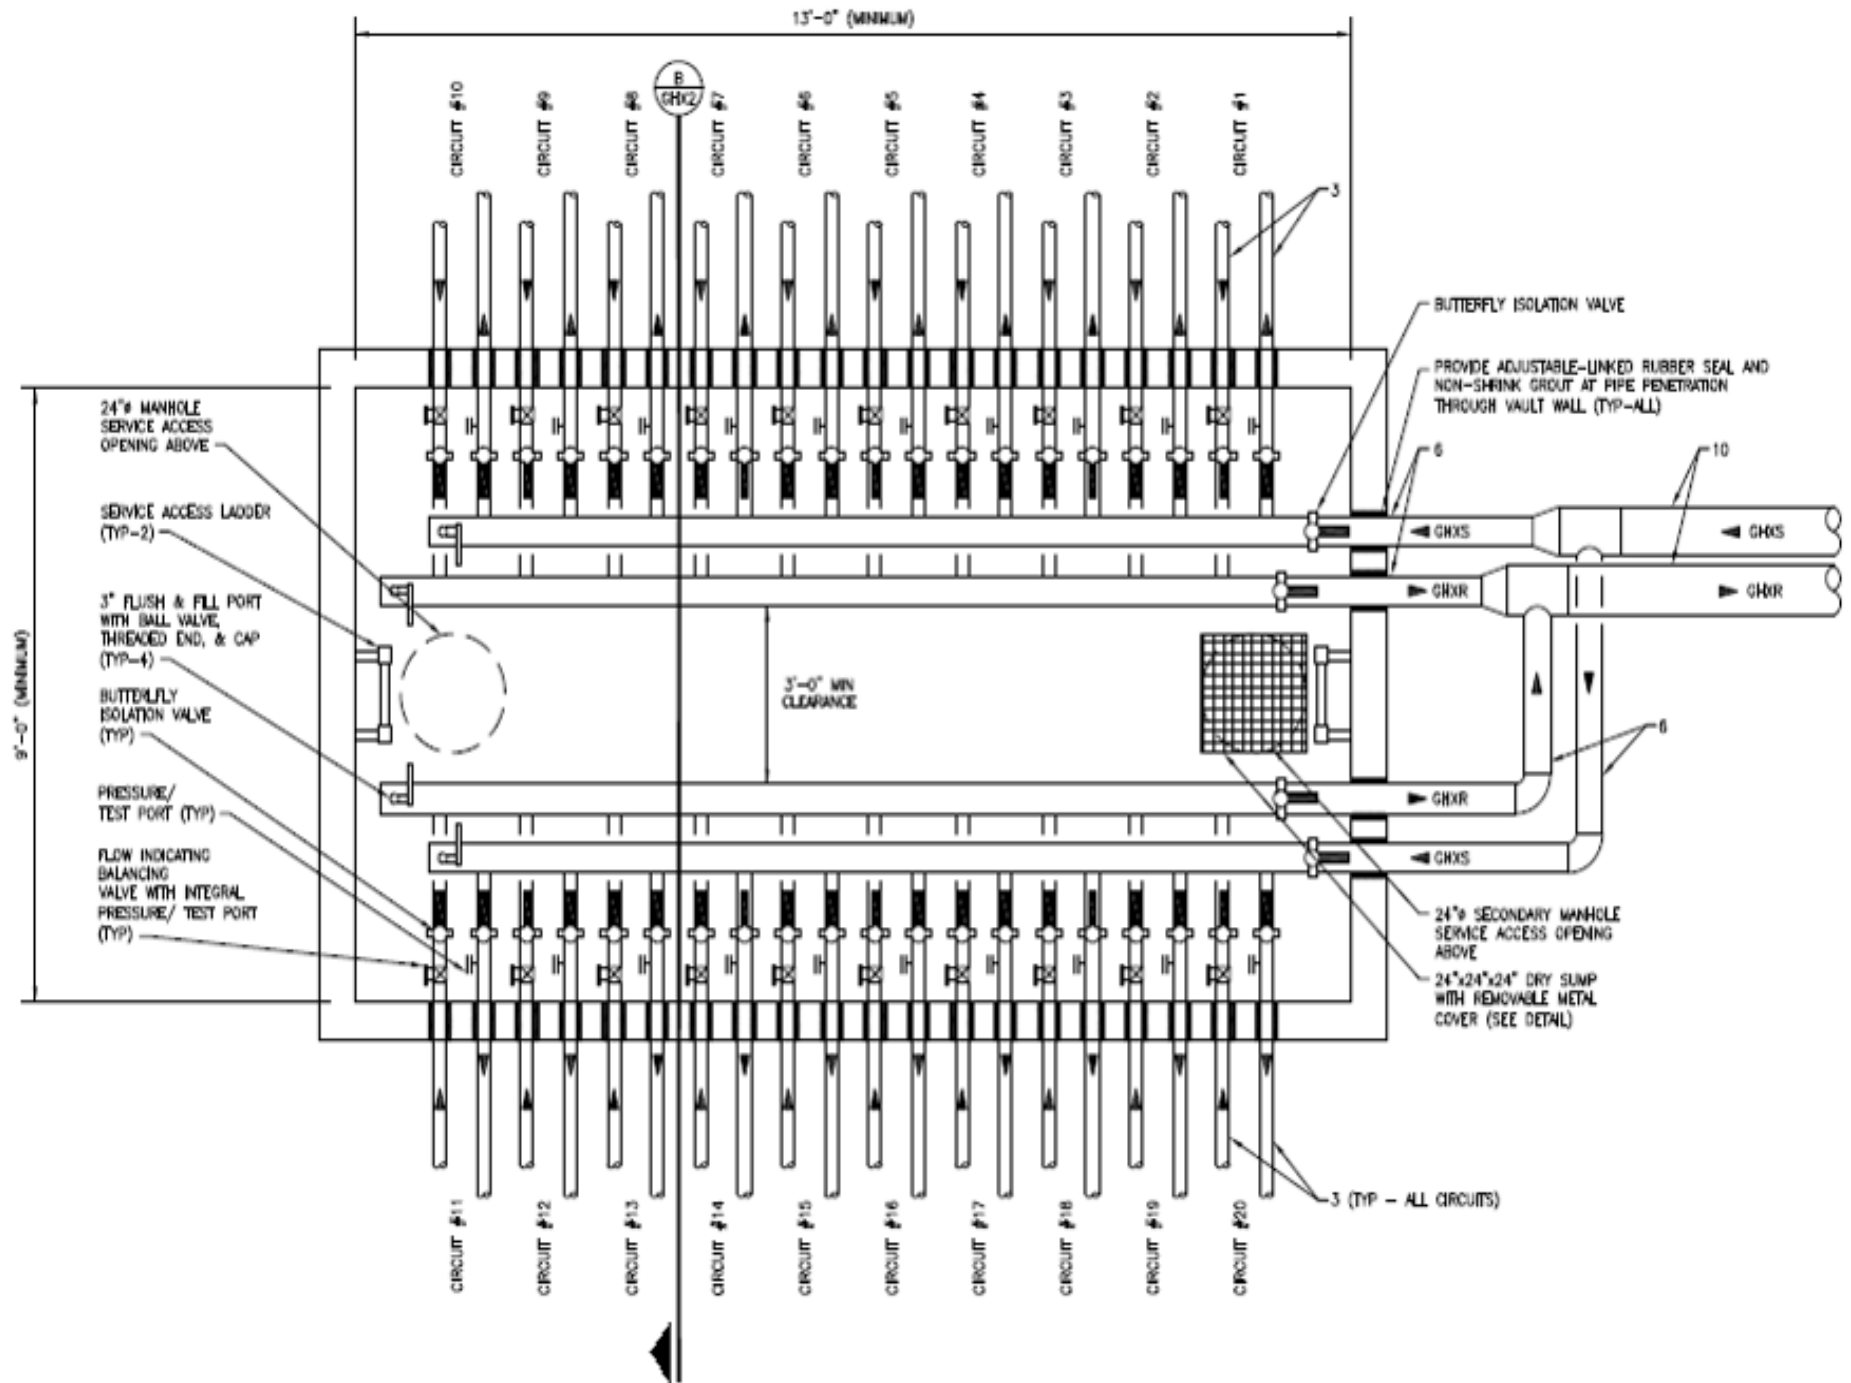 13'-0" (MINIMUM)
B
GHX2
CIRCUIT #10
CIRCUIT #9
CIRCUIT #8
CIRCUIT #7
CIRCUIT #6
CIRCUIT #5
CIRCUIT #4
CIRCUIT #3
CIRCUIT #2
CIRCUIT #1
3
BUTTERFLY ISOLATION VALVE
PROVIDE ADJUSTABLE-LINKED RUBBER SEAL AND
NON-SHRINK GROUT AT PIPE PENETRATION
THROUGH VAULT WALL (TYP-ALL)
6
10
24"ø MANHOLE
SERVICE ACCESS
OPENING ABOVE
SERVICE ACCESS LADDER
(TYP-2)
GHXS
GHXS
GHXR
GHXR
3" FLUSH & FILL PORT
WITH BALL VALVE,
THREADED END, & CAP
(TYP-4)
9'-0" (MINIMUM)
3'-0" MIN
CLEARANCE
BUTTERLFLY
ISOLATION VALVE
(TYP)
6
PRESSURE/
TEST PORT (TYP)
GHXR
GHXS
FLOW INDICATING
BALANCING
VALVE WITH INTEGRAL
PRESSURE/ TEST PORT
(TYP)
24"ø SECONDARY MANHOLE
SERVICE ACCESS OPENING
ABOVE
24"x24"x24" DRY SUMP
WITH REMOVABLE METAL
COVER (SEE DETAIL)
3 (TYP - ALL CIRCUITS)
CIRCUIT #11
CIRCUIT #12
CIRCUIT #13
CIRCUIT #14
CIRCUIT #15
CIRCUIT #16
CIRCUIT #17
CIRCUIT #18
CIRCUIT #19
CIRCUIT #20